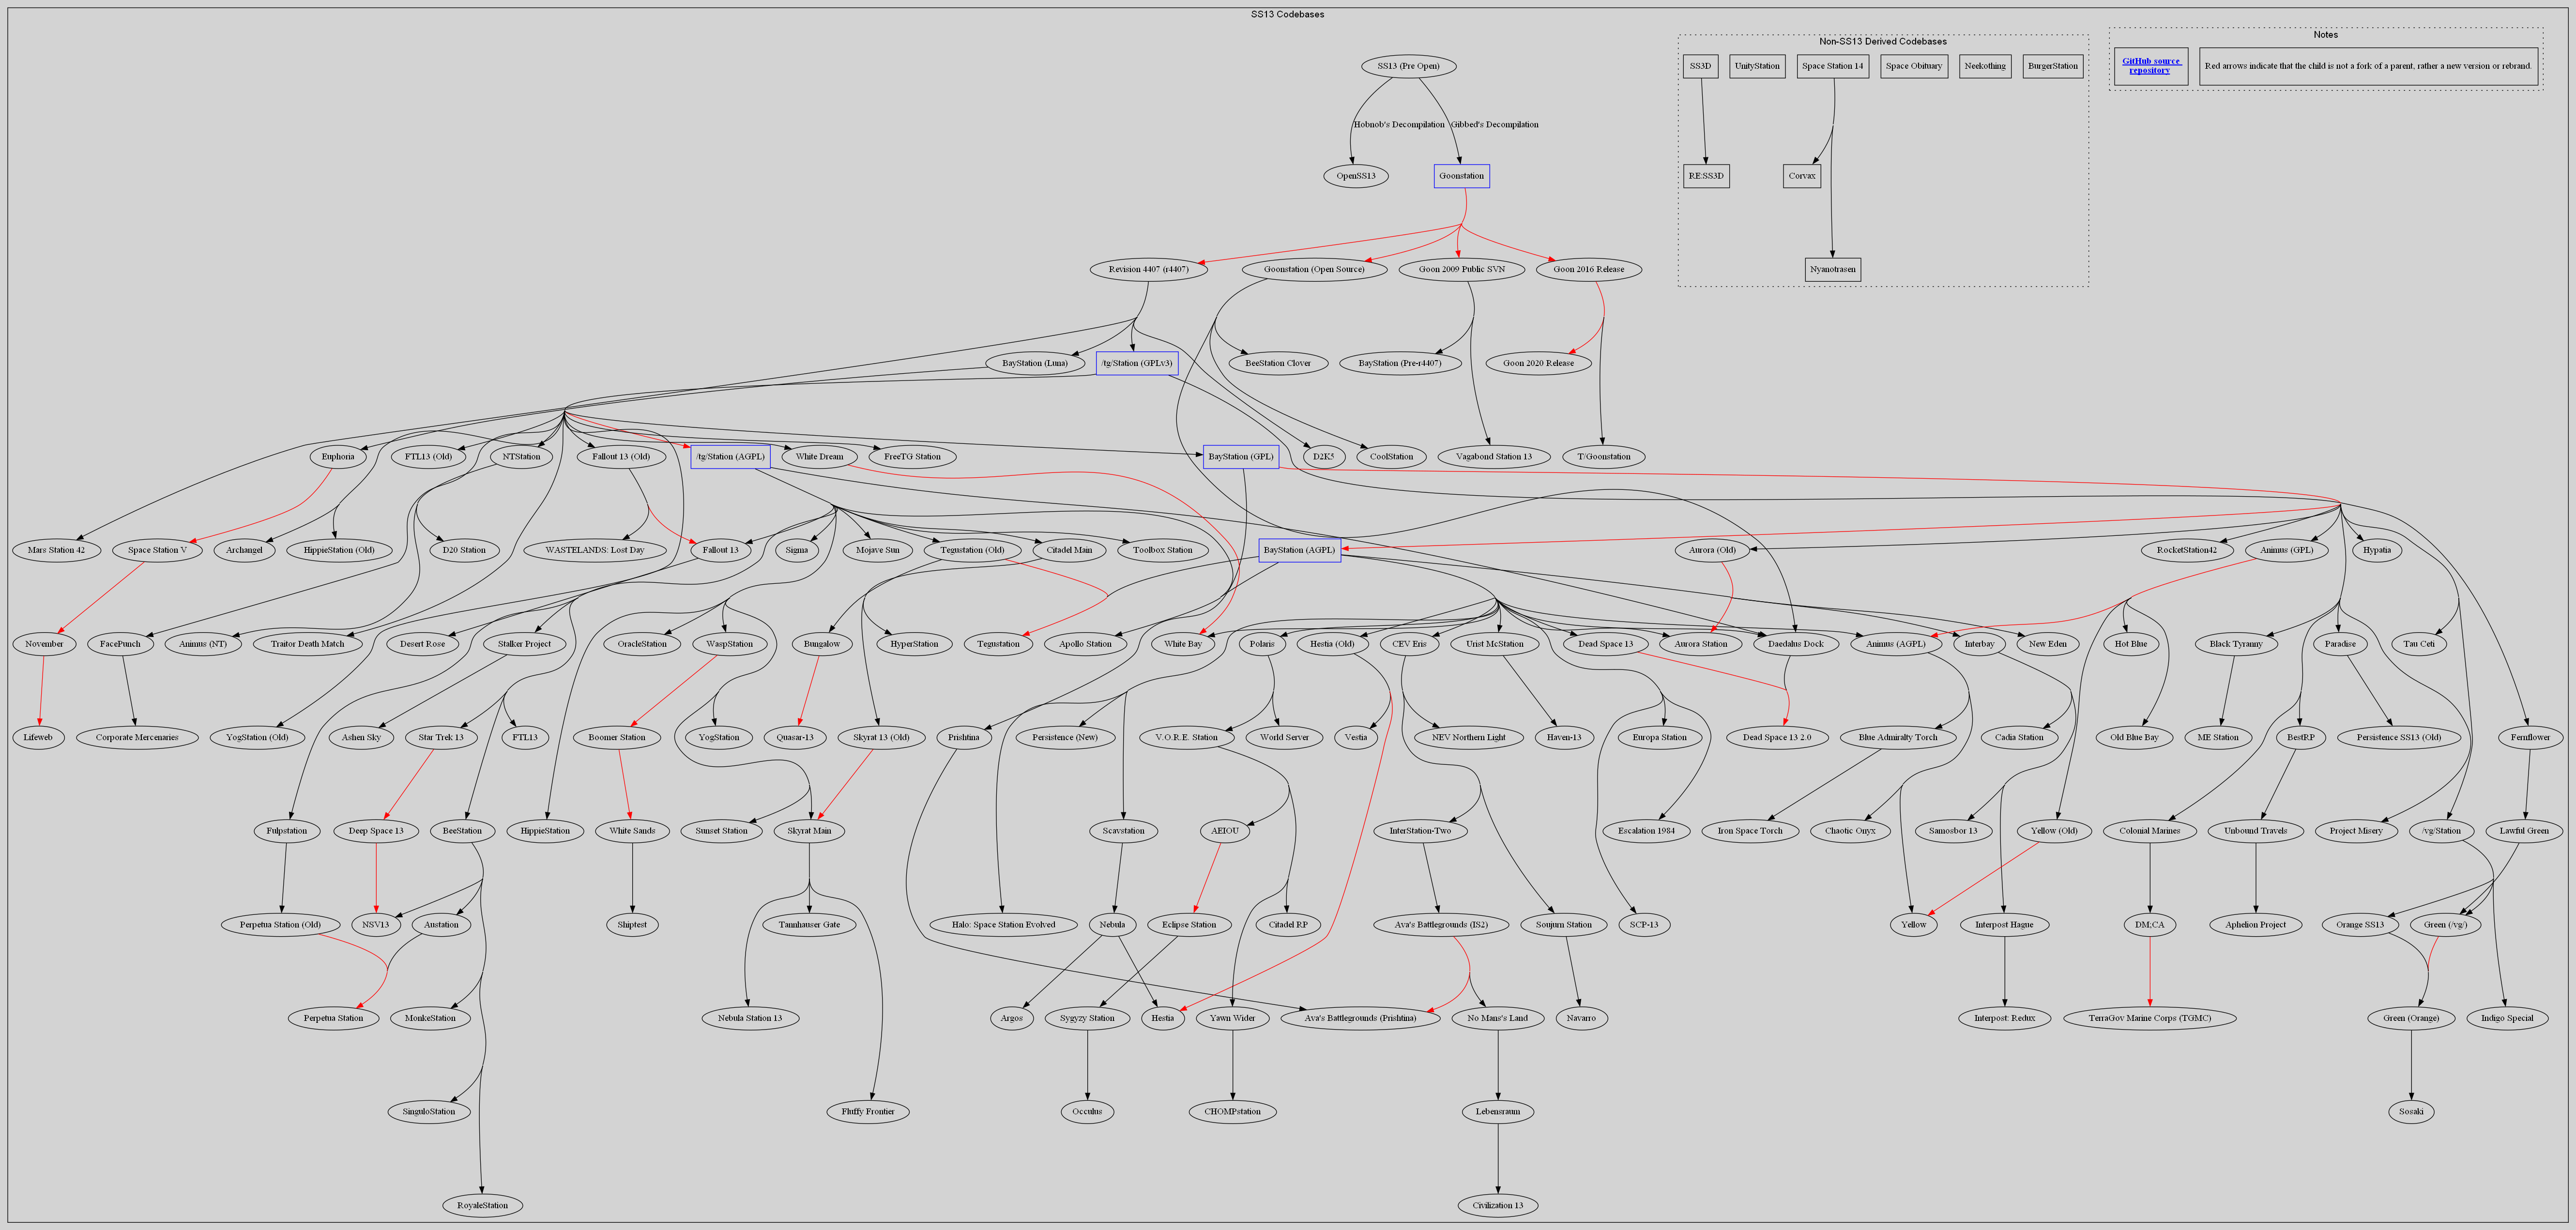 SS13 Codebases
Non-SS13 Derived Codebases
Notes
SS13 (Pre Open)
SS3D
UnityStation
Space Station 14
Space Obituary
Neekothing
BurgerStation
GitHub source
repository
Red arrows indicate that the child is not a fork of a parent, rather a new version or rebrand.
Hobnob's Decompilation
Gibbed's Decompilation
OpenSS13
Goonstation
RE:SS3D
Corvax
Revision 4407 (r4407)
Goonstation (Open Source)
Goon 2009 Public SVN
Goon 2016 Release
Nyanotrasen
BayStation (Luna)
/tg/Station (GPLv3)
BeeStation Clover
BayStation (Pre-r4407)
Goon 2020 Release
Euphoria
FTL13 (Old)
NTStation
Fallout 13 (Old)
/tg/Station (AGPL)
White Dream
FreeTG Station
BayStation (GPL)
D2K5
CoolStation
Vagabond Station 13
T/Goonstation
Mars Station 42
Space Station V
Archangel
HippieStation (Old)
D20 Station
WASTELANDS: Lost Day
Fallout 13
Sigma
Mojave Sun
Tegustation (Old)
Citadel Main
Toolbox Station
BayStation (AGPL)
Aurora (Old)
RocketStation42
Animus (GPL)
Hypatia
November
FacePunch
Animus (NT)
Traitor Death Match
Desert Rose
Stalker Project
OracleStation
WaspStation
Bungalow
HyperStation
Tegustation
Apollo Station
White Bay
Polaris
Hestia (Old)
CEV Eris
Urist McStation
Dead Space 13
Aurora Station
Daedalus Dock
Animus (AGPL)
Interbay
New Eden
Hot Blue
Black Tyranny
Paradise
Tau Ceti
Lifeweb
Corporate Mercenaries
YogStation (Old)
Ashen Sky
Star Trek 13
FTL13
Boomer Station
YogStation
Quasar-13
Skyrat 13 (Old)
Prishtina
Persistence (New)
V.O.R.E. Station
World Server
Vestia
NEV Northern Light
Haven-13
Europa Station
Dead Space 13 2.0
Blue Admiralty Torch
Cadia Station
Old Blue Bay
ME Station
BestRP
Persistence SS13 (Old)
Fernflower
Fulpstation
Deep Space 13
BeeStation
HippieStation
White Sands
Sunset Station
Skyrat Main
Scavstation
AEIOU
InterStation-Two
Escalation 1984
Iron Space Torch
Chaotic Onyx
Samosbor 13
Yellow (Old)
Colonial Marines
Unbound Travels
Project Misery
/vg/Station
Lawful Green
Perpetua Station (Old)
NSV13
Austation
Shiptest
Tannhauser Gate
Halo: Space Station Evolved
Nebula
Eclipse Station
Citadel RP
Ava's Battlegrounds (IS2)
Soujurn Station
SCP-13
Yellow
Interpost Hague
DM;CA
Aphelion Project
Orange SS13
Green (/vg/)
Perpetua Station
MonkeStation
Nebula Station 13
Argos
Sygyzy Station
Hestia
Yawn Wider
Ava's Battlegrounds (Prishtina)
No Mans's Land
Navarro
Interpost: Redux
TerraGov Marine Corps (TGMC)
Green (Orange)
Indigo Special
SinguloStation
Fluffy Frontier
Occulus
CHOMPstation
Lebensraum
Sosaki
RoyaleStation
Civilization 13